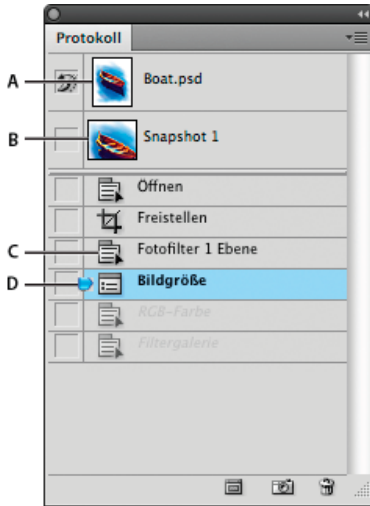 Protokoll
A
Boat.psd
B
Snapshot 1
Öffnen
Freistellen
C
Fotofilter 1 Ebene
D
Bildgröße
RGB-Farbe
Filtergalerie